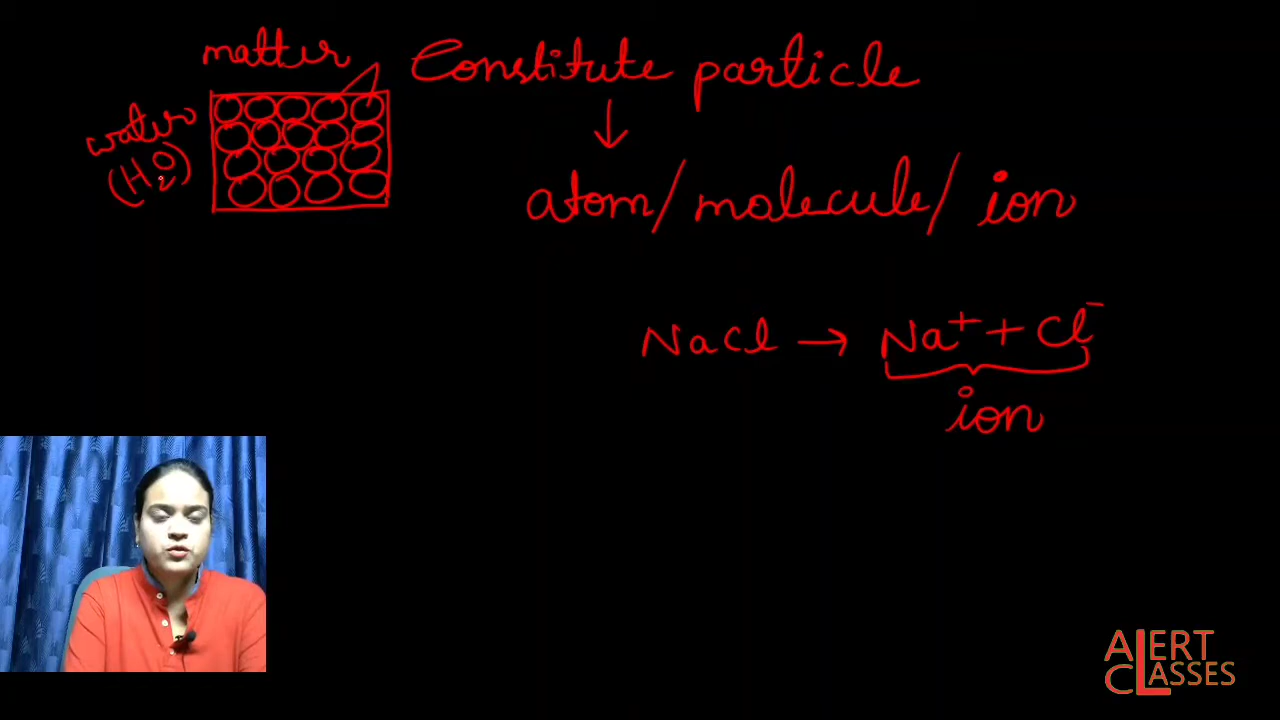 matter
Constitute particle
water
(H₂O)
atom/molecule/ion
NaCl → Na⁺ + Cl⁻
ion
ALERT
CLASSES